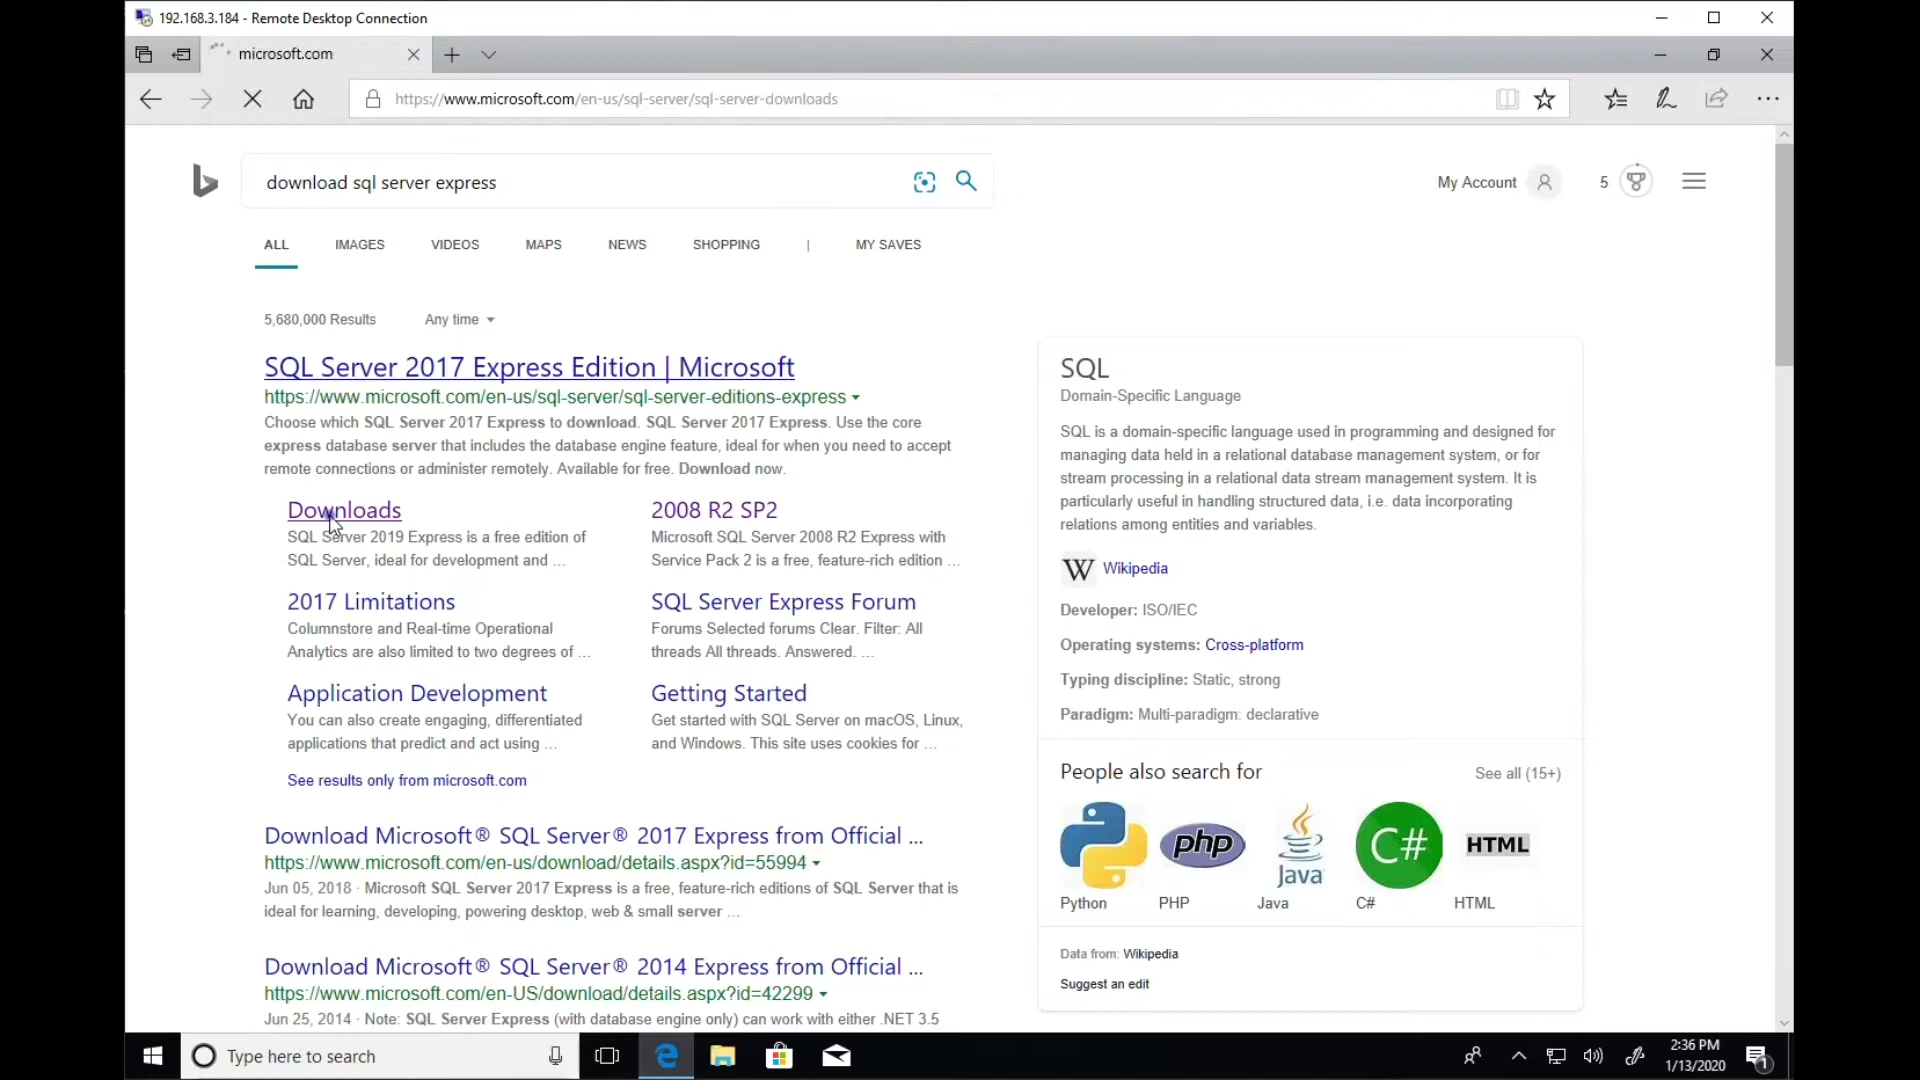 192.168.3.184 - Remote Desktop Connection
microsoft.com
https://www.microsoft.com/en-us/sql-server/sql-server-downloads
download sql server express
My Account
5
ALL IMAGES VIDEOS MAPS NEWS SHOPPING | MY SAVES
5,680,000 Results Any time
SQL Server 2017 Express Edition | Microsoft
https://www.microsoft.com/en-us/sql-server/sql-server-editions-express
Choose which SQL Server 2017 Express to download. SQL Server 2017 Express. Use the core
express database server that includes the database engine feature, ideal for when you need to accept
remote connections or administer remotely. Available for free. Download now.
Downloads
SQL Server 2019 Express is a free edition of
SQL Server, ideal for development and ...
2008 R2 SP2
Microsoft SQL Server 2008 R2 Express with
Service Pack 2 is a free, feature-rich edition ...
2017 Limitations
Columnstore and Real-time Operational
Analytics are also limited to two degrees of ...
SQL Server Express Forum
Forums Selected forums Clear. Filter: All
threads All threads. Answered. ...
Application Development
You can also create engaging, differentiated
applications that predict and act using ...
Getting Started
Get started with SQL Server on macOS, Linux,
and Windows. This site uses cookies for ...
See results only from microsoft.com
Download Microsoft® SQL Server® 2017 Express from Official ...
https://www.microsoft.com/en-us/download/details.aspx?id=55994
Jun 05, 2018 · Microsoft SQL Server 2017 Express is a free, feature-rich editions of SQL Server that is
ideal for learning, developing, powering desktop, web & small server ...
Download Microsoft® SQL Server® 2014 Express from Official ...
https://www.microsoft.com/en-US/download/details.aspx?id=42299
Jun 25, 2014 · Note: SQL Server Express (with database engine only) can work with either .NET 3.5
SQL
Domain-Specific Language
SQL is a domain-specific language used in programming and designed for
managing data held in a relational database management system, or for
stream processing in a relational data stream management system. It is
particularly useful in handling structured data, i.e. data incorporating
relations among entities and variables.
W Wikipedia
Developer: ISO/IEC
Operating systems: Cross-platform
Typing discipline: Static, strong
Paradigm: Multi-paradigm: declarative
People also search for
See all (15+)
php
Java
C#
HTML
Python PHP Java C# HTML
Data from: Wikipedia
Suggest an edit
Type here to search
2:36 PM
1/13/2020
1